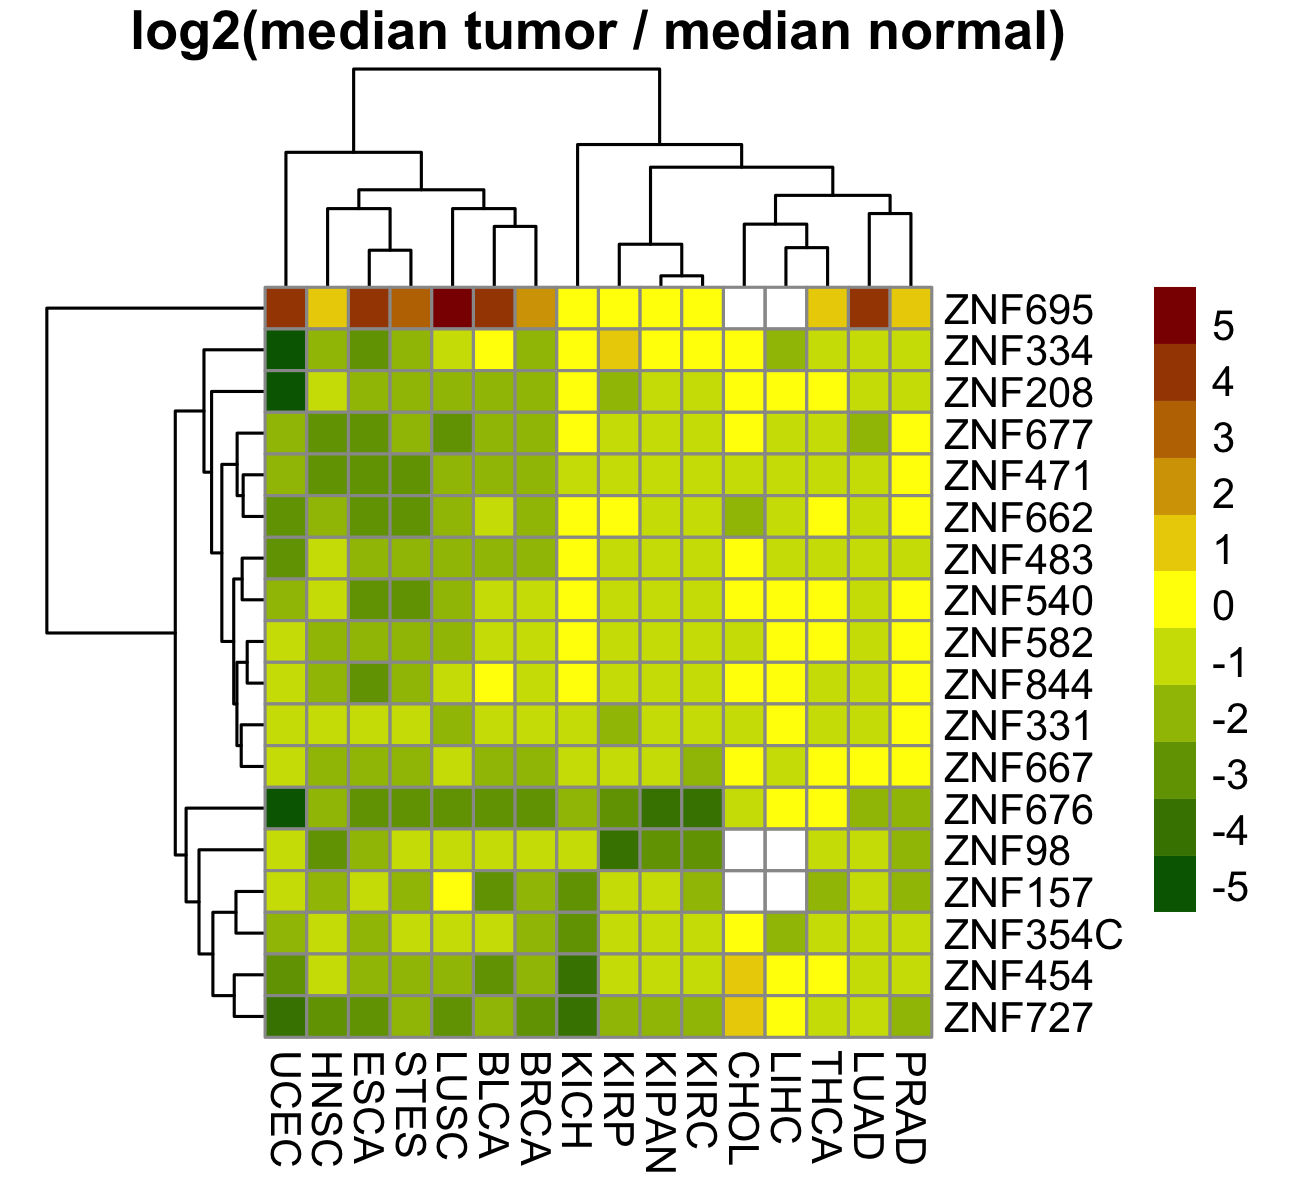 log2(median tumor / median normal)
ZNF695
ZNF334
ZNF208
ZNF677
ZNF471
ZNF662
ZNF483
ZNF540
ZNF582
ZNF844
ZNF331
ZNF667
ZNF676
ZNF98
ZNF157
ZNF354C
ZNF454
ZNF727
5
4
3
2
1
0
-1
-2
-3
-4
-5
UCEC
HNSC
ESCA
STES
LUSC
BLCA
BRCA
KICH
KIRP
KIPAN
KIRC
CHOL
LIHC
THCA
LUAD
PRAD